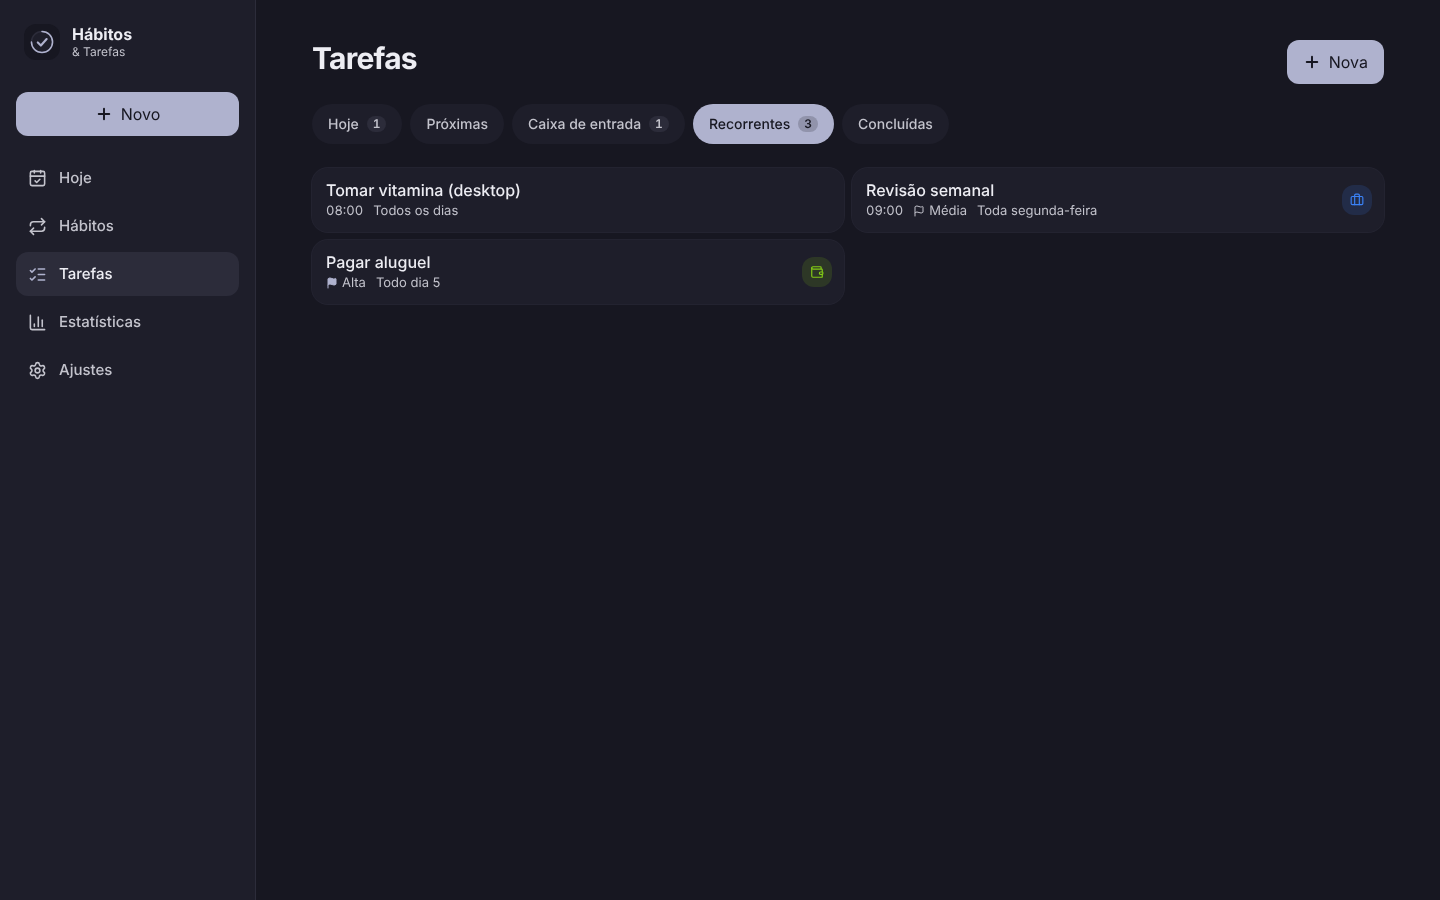 Hábitos
& Tarefas
Novo
Hoje
Hábitos
Tarefas
Estatísticas
Ajustes
Tarefas
Nova
Hoje 1
Próximas
Caixa de entrada 1
Recorrentes 3
Concluídas
Tomar vitamina (desktop)
08:00 Todos os dias
Revisão semanal
09:00 Média Toda segunda-feira
Pagar aluguel
Alta Todo dia 5